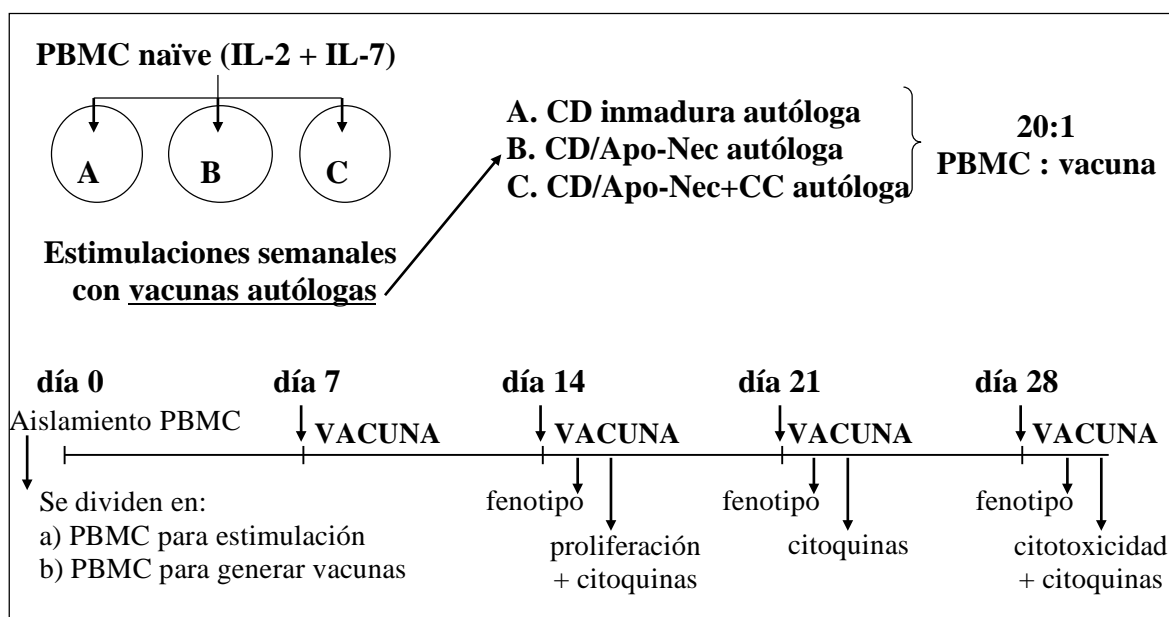 PBMC naïve (IL-2 + IL-7)
A
B
C
A. CD inmadura autóloga
B. CD/Apo-Nec autóloga
C. CD/Apo-Nec+CC autóloga
20:1
PBMC : vacuna
Estimulaciones semanales
con vacunas autólogas
día 0
día 7
día 14
día 21
día 28
Aislamiento PBMC
VACUNA
VACUNA
VACUNA
VACUNA
Se dividen en:
a) PBMC para estimulación
b) PBMC para generar vacunas
fenotipo
proliferación
+ citoquinas
fenotipo
citoquinas
fenotipo
citotoxicidad
+ citoquinas